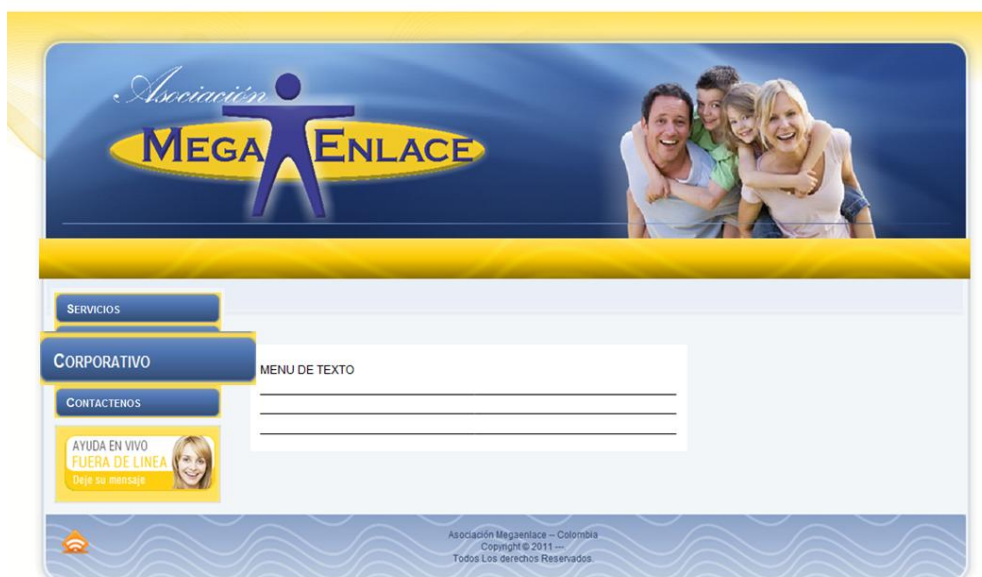 Asociación
MEGA ENLACE
SERVICIOS
CORPORATIVO
MENU DE TEXTO
CONTACTENOS
AYUDA EN VIVO
FUERA DE LINEA
Deje su mensaje
Asociación Megaenlace – Colombia
Copyright © 2011 ---
Todos Los derechos Reservados.